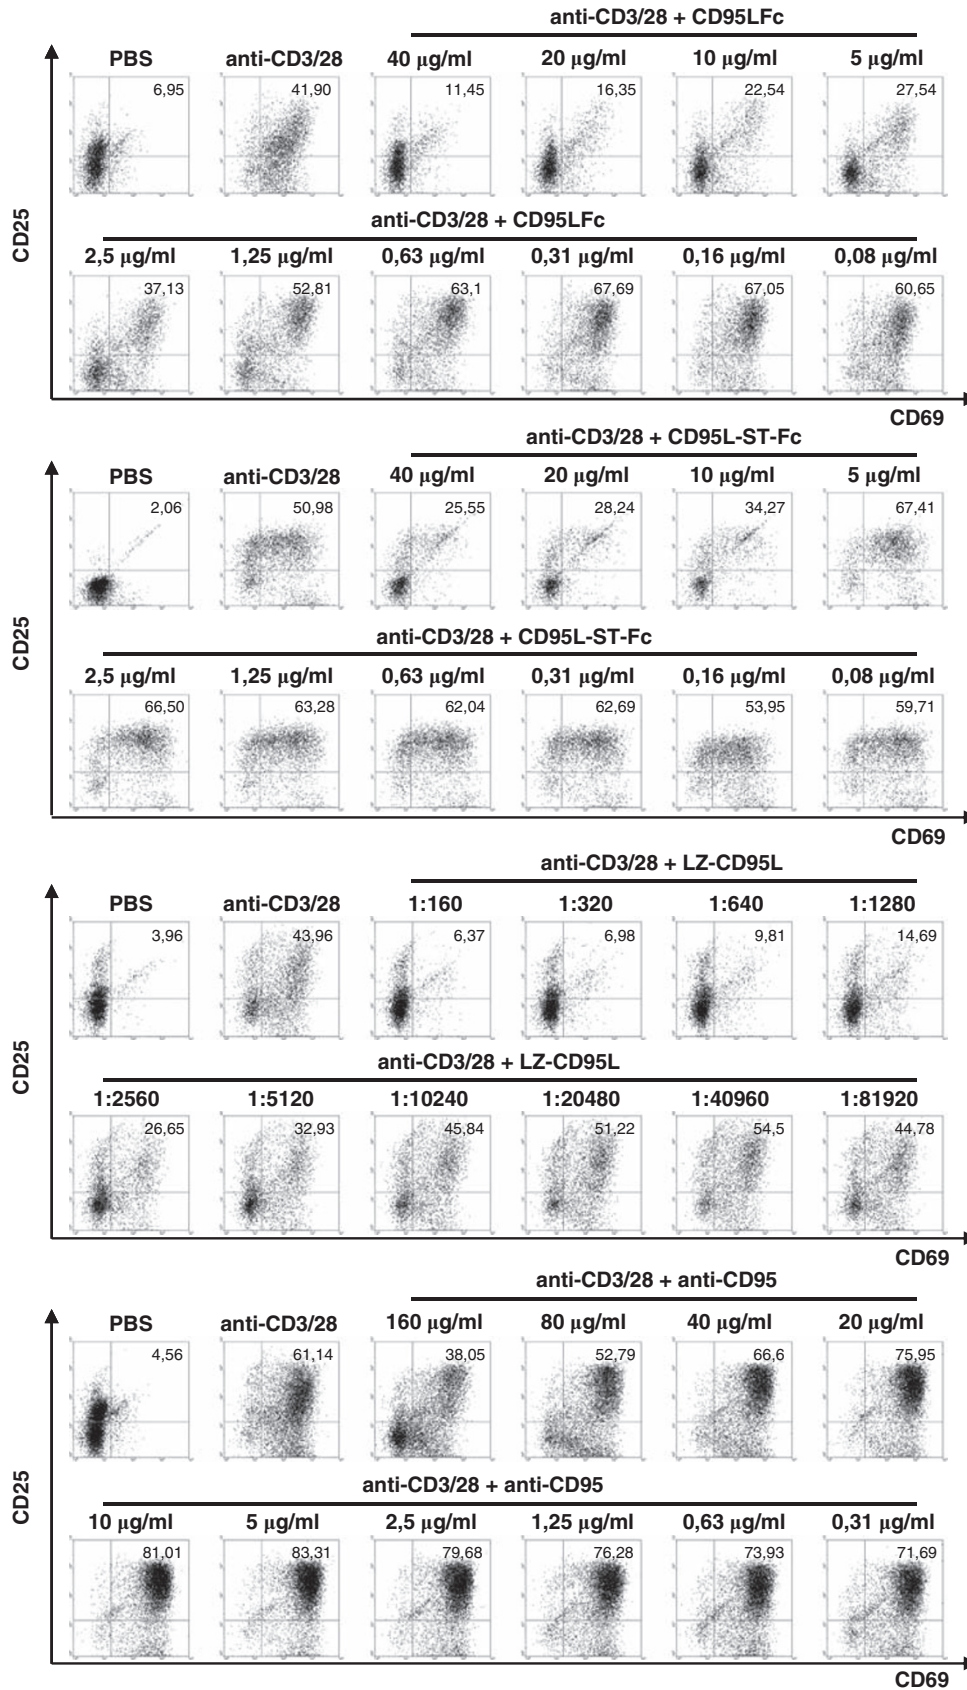 anti-CD3/28 + CD95LFc
PBS anti-CD3/28 40 µg/ml 20 µg/ml 10 µg/ml 5 µg/ml
6,95 41,90 11,45 16,35 22,54 27,54
CD25
anti-CD3/28 + CD95LFc
2,5 µg/ml 1,25 µg/ml 0,63 µg/ml 0,31 µg/ml 0,16 µg/ml 0,08 µg/ml
37,13 52,81 63,1 67,69 67,05 60,65
CD69
anti-CD3/28 + CD95L-ST-Fc
PBS anti-CD3/28 40 µg/ml 20 µg/ml 10 µg/ml 5 µg/ml
2,06 50,98 25,55 28,24 34,27 67,41
CD25
anti-CD3/28 + CD95L-ST-Fc
2,5 µg/ml 1,25 µg/ml 0,63 µg/ml 0,31 µg/ml 0,16 µg/ml 0,08 µg/ml
66,50 63,28 62,04 62,69 53,95 59,71
CD69
anti-CD3/28 + LZ-CD95L
PBS anti-CD3/28 1:160 1:320 1:640 1:1280
3,96 43,96 6,37 6,98 9,81 14,69
CD25
anti-CD3/28 + LZ-CD95L
1:2560 1:5120 1:10240 1:20480 1:40960 1:81920
26,65 32,93 45,84 51,22 54,5 44,78
CD69
anti-CD3/28 + anti-CD95
PBS anti-CD3/28 160 µg/ml 80 µg/ml 40 µg/ml 20 µg/ml
4,56 61,14 38,05 52,79 66,6 75,95
CD25
anti-CD3/28 + anti-CD95
10 µg/ml 5 µg/ml 2,5 µg/ml 1,25 µg/ml 0,63 µg/ml 0,31 µg/ml
81,01 83,31 79,68 76,28 73,93 71,69
CD69